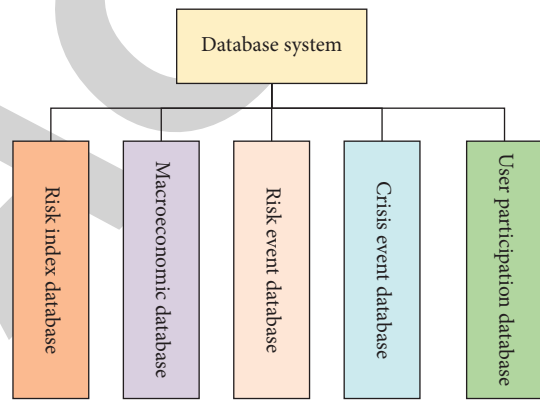 Database system
Risk index database
Macroeconomic database
Risk event database
Crisis event database
User participation database